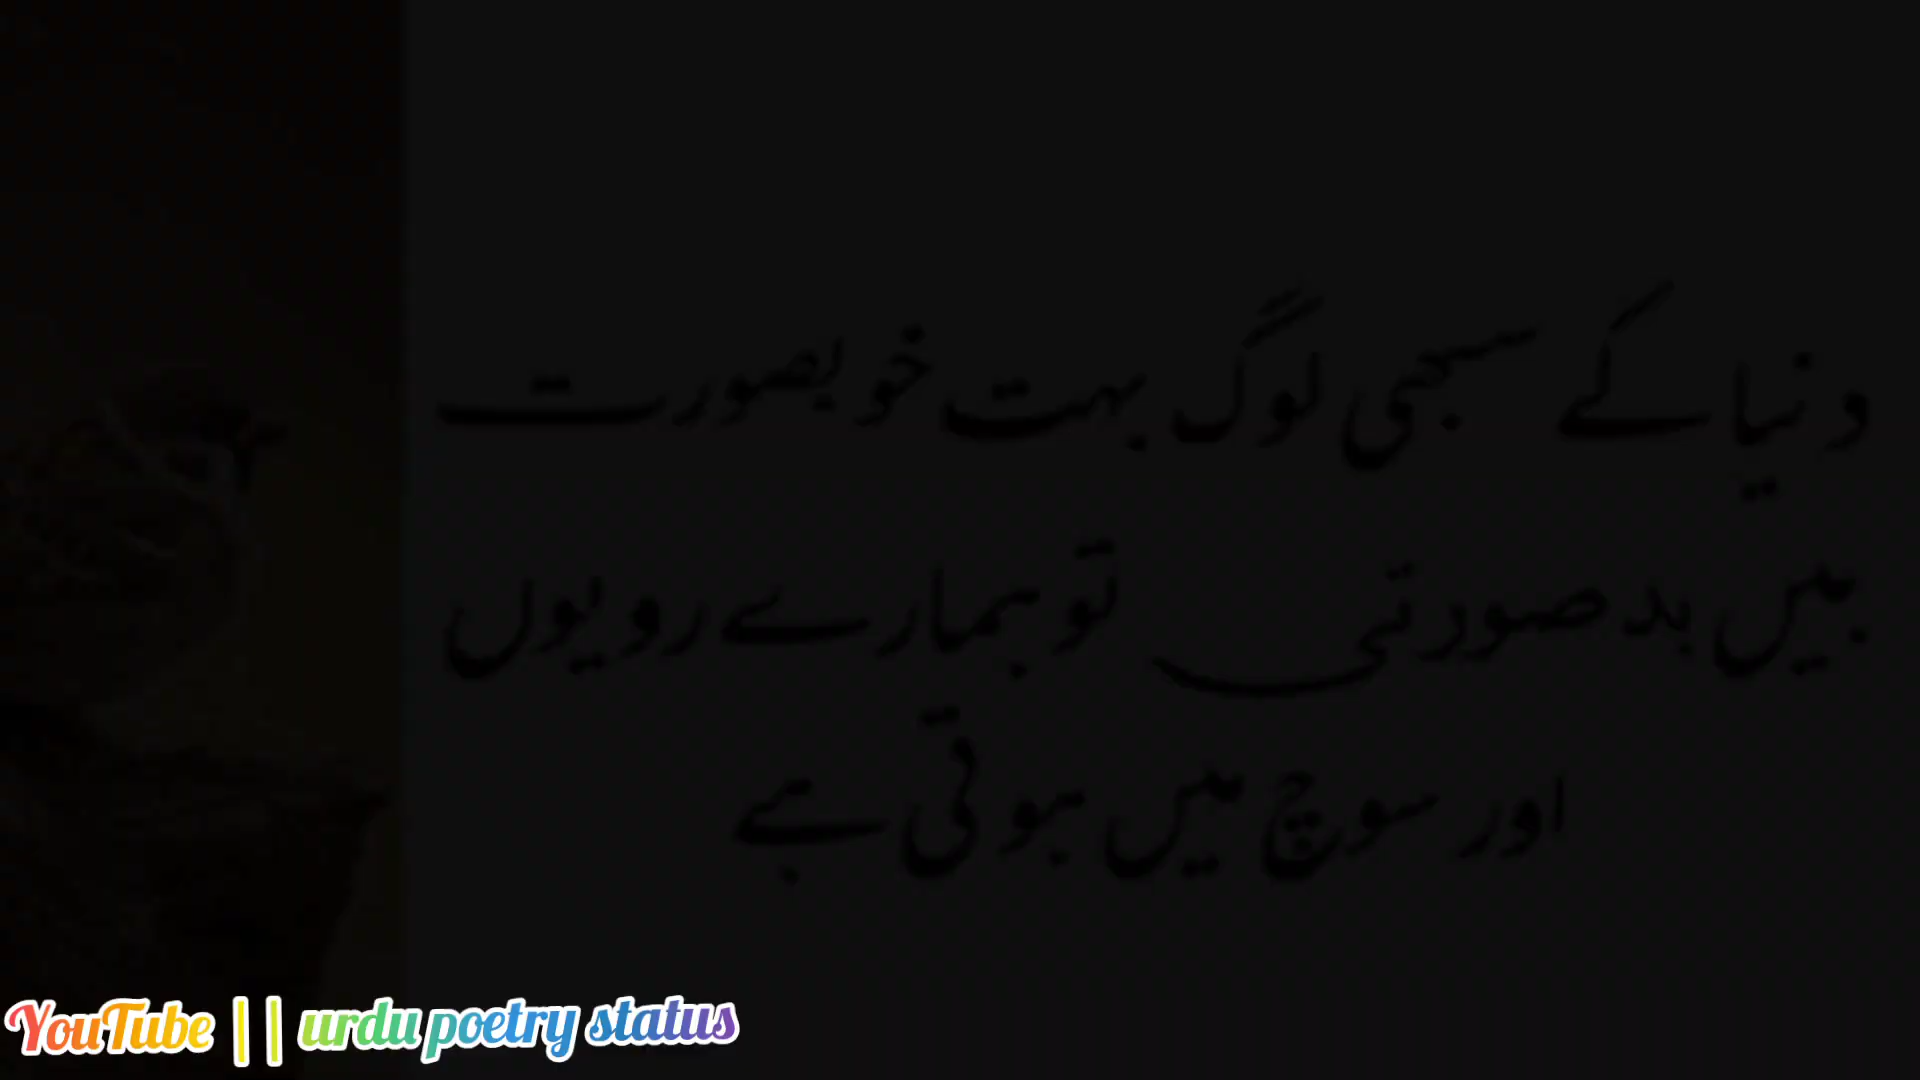 دنیا کے سبھی لوگ بہت خوبصورت
ہیں بدصورتی تو ہمارے رویوں
اور سوچ میں ہوتی ہے
YouTube || urdu poetry status